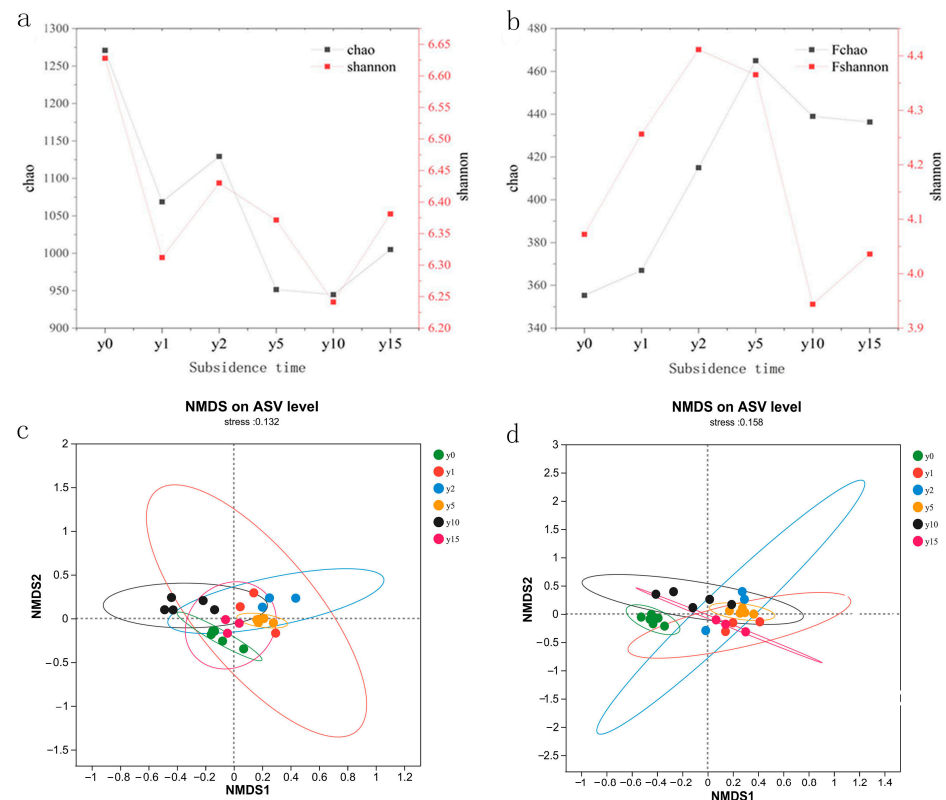 a
1300
1250
1200
1150
1100
1050
1000
950
900
chao
chao
shannon
6.65
6.60
6.55
6.50
6.45
6.40
6.35
6.30
6.25
6.20
shannon
y0 y1 y2 y5 y10 y15
Subsidence time
b
480
460
440
420
400
380
360
340
chao
Fchao
Fshannon
4.4
4.3
4.2
4.1
4.0
3.9
shannon
y0 y1 y2 y5 y10 y15
Subsidence time
c
NMDS on ASV level
stress :0.132
2
1.5
1
0.5
0
−0.5
−1
−1.5
NMDS2
−1 −0.8 −0.6 −0.4 −0.2 0 0.2 0.4 0.6 0.8 1 1.2
NMDS1
y0
y1
y2
y5
y10
y15
d
NMDS on ASV level
stress :0.158
3
2.5
2
1.5
1
0.5
0
−0.5
−1
−1.5
−2
−2.5
NMDS2
−1 −0.8 −0.6 −0.4 −0.2 0 0.2 0.4 0.6 0.8 1 1.2 1.4
NMDS1
y0
y1
y2
y5
y10
y15